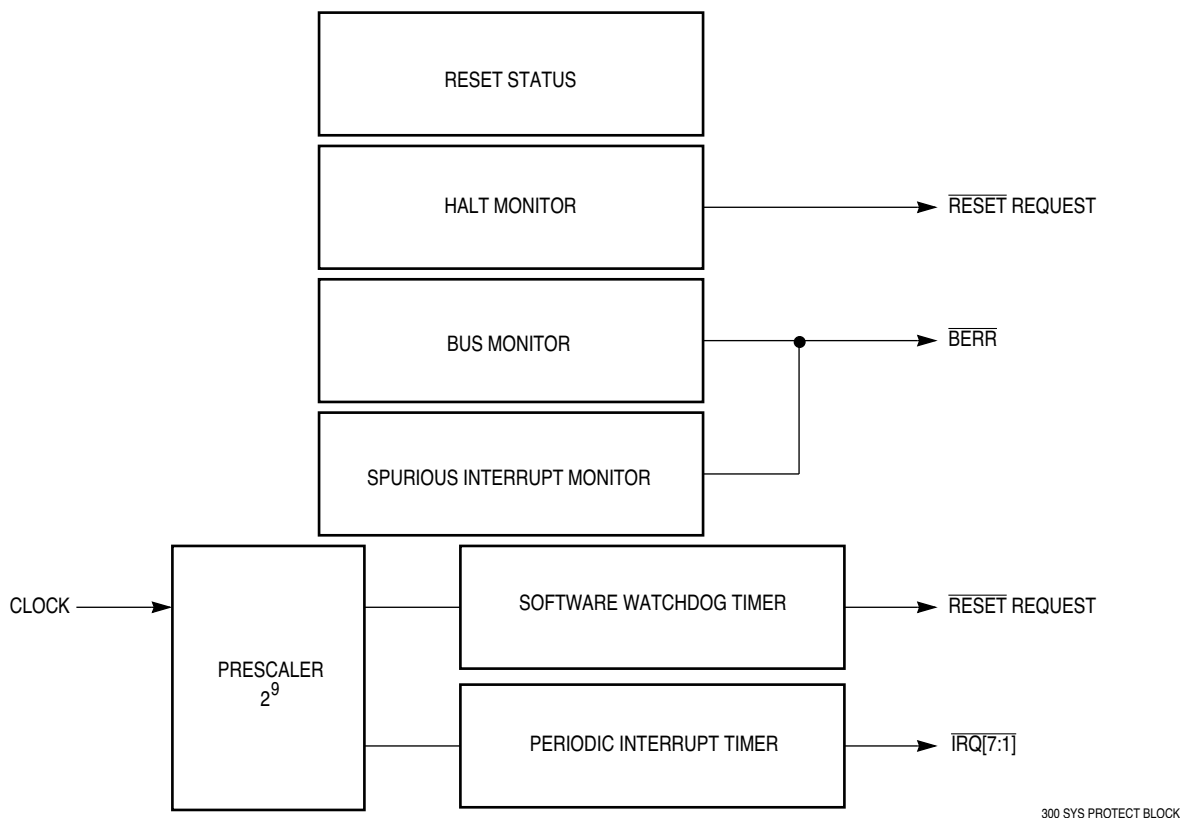 RESET STATUS
HALT MONITOR
RESET REQUEST
BUS MONITOR
BERR
SPURIOUS INTERRUPT MONITOR
CLOCK
PRESCALER
2⁹
SOFTWARE WATCHDOG TIMER
RESET REQUEST
PERIODIC INTERRUPT TIMER
IRQ[7:1]
300 SYS PROTECT BLOCK